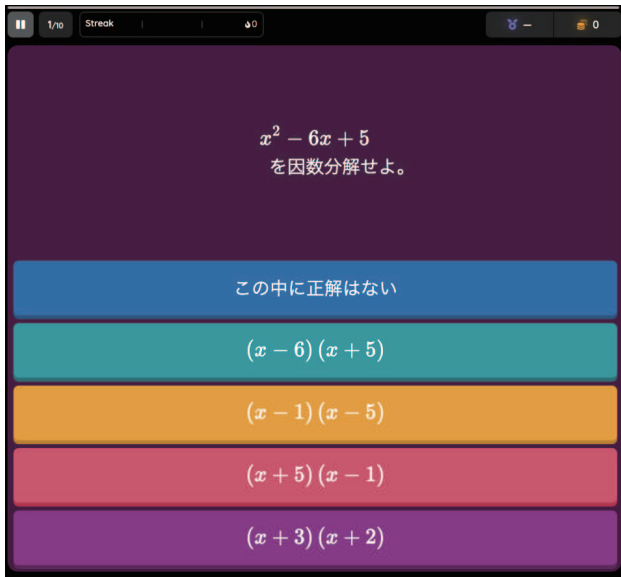 1/10 Streak 0 – 0
x² − 6x + 5
を因数分解せよ。
この中に正解はない
(x − 6)(x + 5)
(x − 1)(x − 5)
(x + 5)(x − 1)
(x + 3)(x + 2)